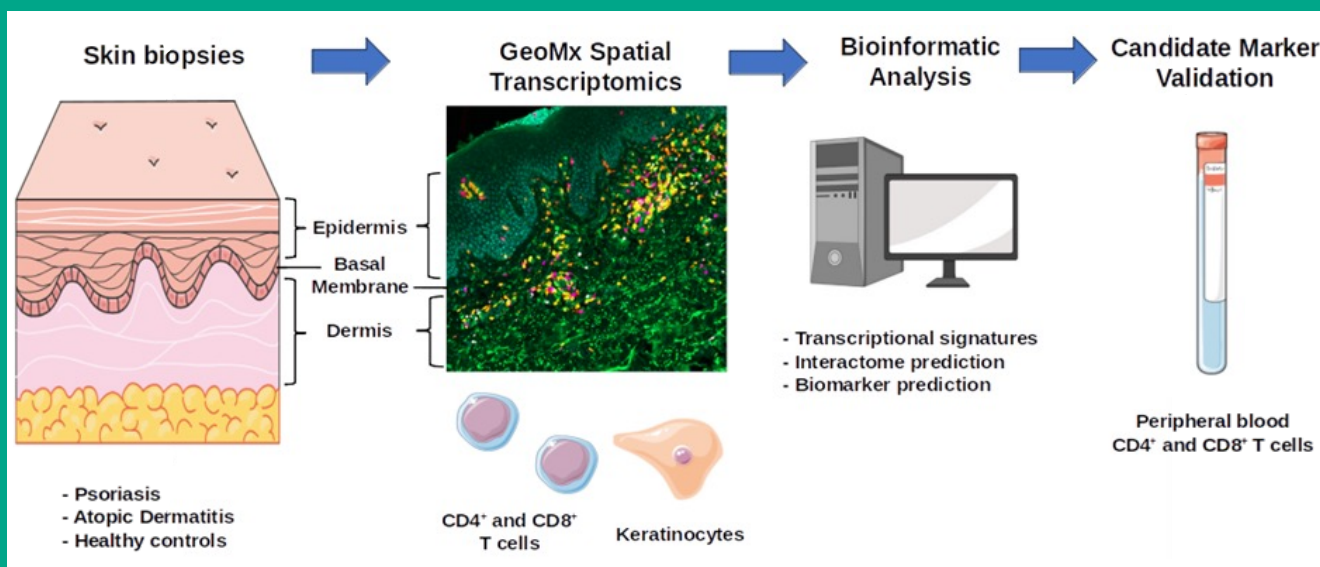 Skin biopsies
GeoMx Spatial
Transcriptomics
Bioinformatic
Analysis
Candidate Marker
Validation
Epidermis
Basal
Membrane
Dermis
- Psoriasis
- Atopic Dermatitis
- Healthy controls
CD4⁺ and CD8⁺
T cells
Keratinocytes
- Transcriptional signatures
- Interactome prediction
- Biomarker prediction
Peripheral blood
CD4⁺ and CD8⁺ T cells